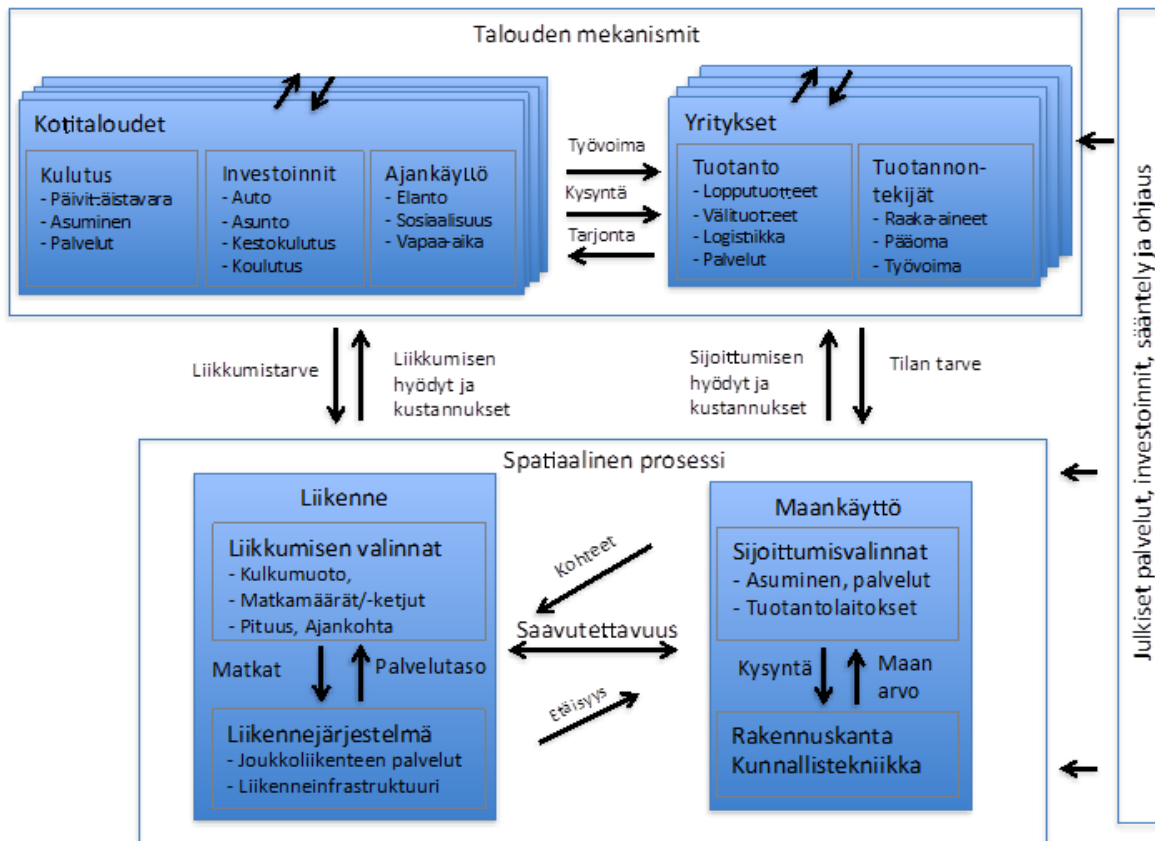 Talouden mekanismit
Kotitaloudet
Kulutus
- Päivittäistavara
- Asuminen
- Palvelut
Investoinnit
- Auto
- Asunto
- Kestokulutus
- Koulutus
Ajankäyttö
- Elanto
- Sosiaalisuus
- Vapaa-aika
Työvoima
Kysyntä
Tarjonta
Yritykset
Tuotanto
- Lopputuotteet
- Välituotteet
- Logistiikka
- Palvelut
Tuotannon-
tekijät
- Raaka-aineet
- Pääoma
- Työvoima
Liikkumistarve
Liikkumisen
hyödyt ja
kustannukset
Sijoittumisen
hyödyt ja
kustannukset
Tilan tarve
Spatiaalinen prosessi
Liikenne
Liikkumisen valinnat
- Kulkumuoto,
- Matkamäärät/-ketjut
- Pituus, Ajankohta
Matkat
Palvelutaso
Liikennejärjestelmä
- Joukkoliikenteen palvelut
- Liikenneinfrastruktuuri
Kohteet
Saavutettavuus
Etäisyys
Maankäyttö
Sijoittumisvalinnat
- Asuminen, palvelut
- Tuotantolaitokset
Kysyntä
Maan
arvo
Rakennuskanta
Kunnallistekniikka
Julkiset palvelut, investoinnit, sääntely ja ohjaus